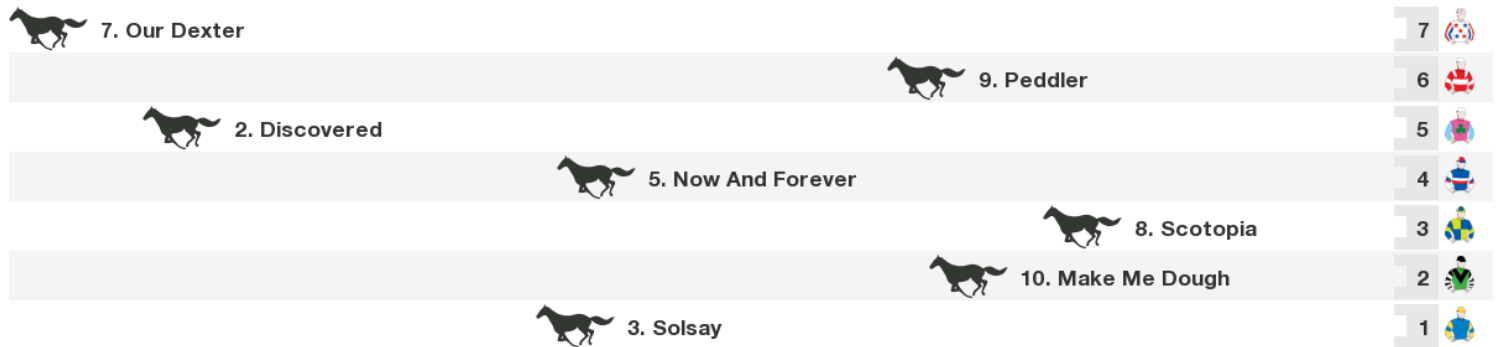 7. Our Dexter 7
9. Peddler 6
2. Discovered 5
5. Now And Forever 4
8. Scotopia 3
10. Make Me Dough 2
3. Solsay 1